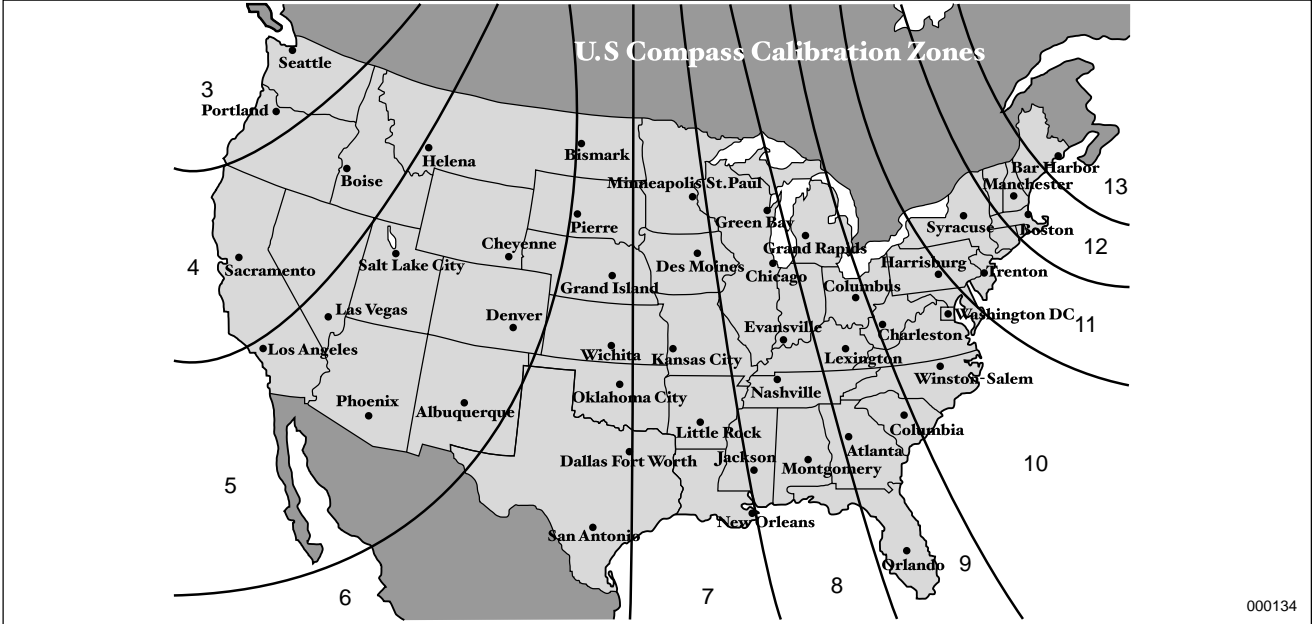 U.S Compass Calibration Zones
Seattle
3
Portland
Helena
Bismark
Boise
Minneapolis St.Paul
Bar Harbor
Manchester
13
Pierre
Green Bay
Syracuse
Boston
Cheyenne
Grand Rapids
12
4
Sacramento
Salt Lake City
Des Moines
Chicago
Harrisburg
Trenton
Grand Island
Columbus
Las Vegas
Denver
Washington DC
11
Evansville
Charleston
Los Angeles
Wichita
Kansas City
Lexington
Winston-Salem
Phoenix
Albuquerque
Oklahoma City
Nashville
Little Rock
Columbia
Dallas Fort Worth
Jackson
Montgomery
Atlanta
10
5
New Orleans
San Antonio
Orlando
9
6
7
8
000134